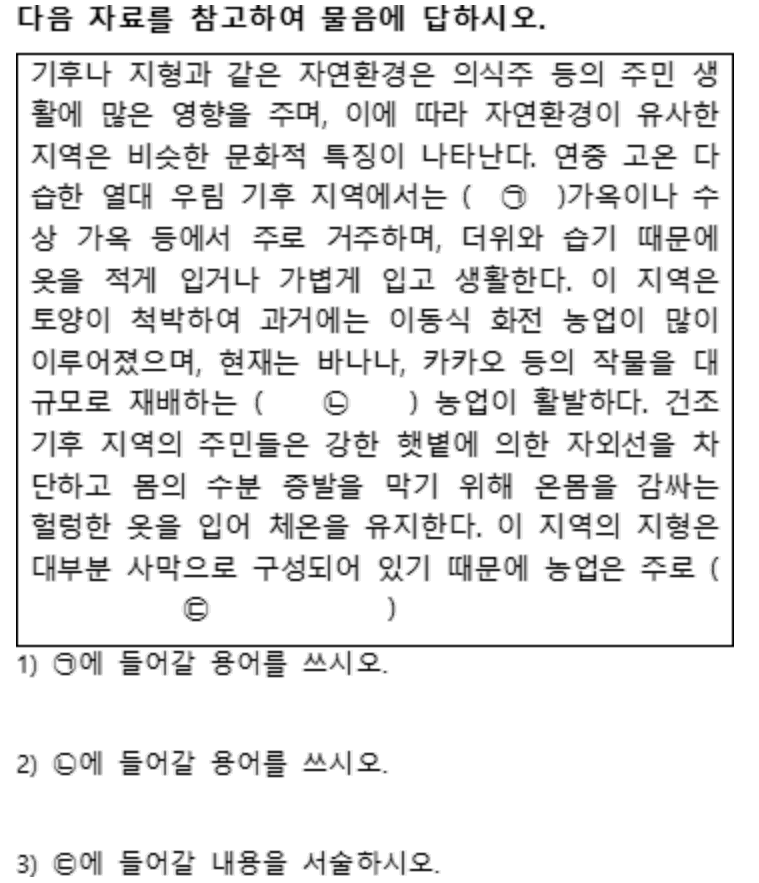 다음 자료를 참고하여 물음에 답하시오.
기후나 지형과 같은 자연환경은 의식주 등의 주민 생
활에 많은 영향을 주며, 이에 따라 자연환경이 유사한
지역은 비슷한 문화적 특징이 나타난다. 연중 고온 다
습한 열대 우림 기후 지역에서는 ( ㉠ )가옥이나 수
상 가옥 등에서 주로 거주하며, 더위와 습기 때문에
옷을 적게 입거나 가볍게 입고 생활한다. 이 지역은
토양이 척박하여 과거에는 이동식 화전 농업이 많이
이루어졌으며, 현재는 바나나, 카카오 등의 작물을 대
규모로 재배하는 ( ㉡ ) 농업이 활발하다. 건조
기후 지역의 주민들은 강한 햇볕에 의한 자외선을 차
단하고 몸의 수분 증발을 막기 위해 온몸을 감싸는
헐렁한 옷을 입어 체온을 유지한다. 이 지역의 지형은
대부분 사막으로 구성되어 있기 때문에 농업은 주로 (
㉢ )
1) ㉠에 들어갈 용어를 쓰시오.
2) ㉡에 들어갈 용어를 쓰시오.
3) ㉢에 들어갈 내용을 서술하시오.